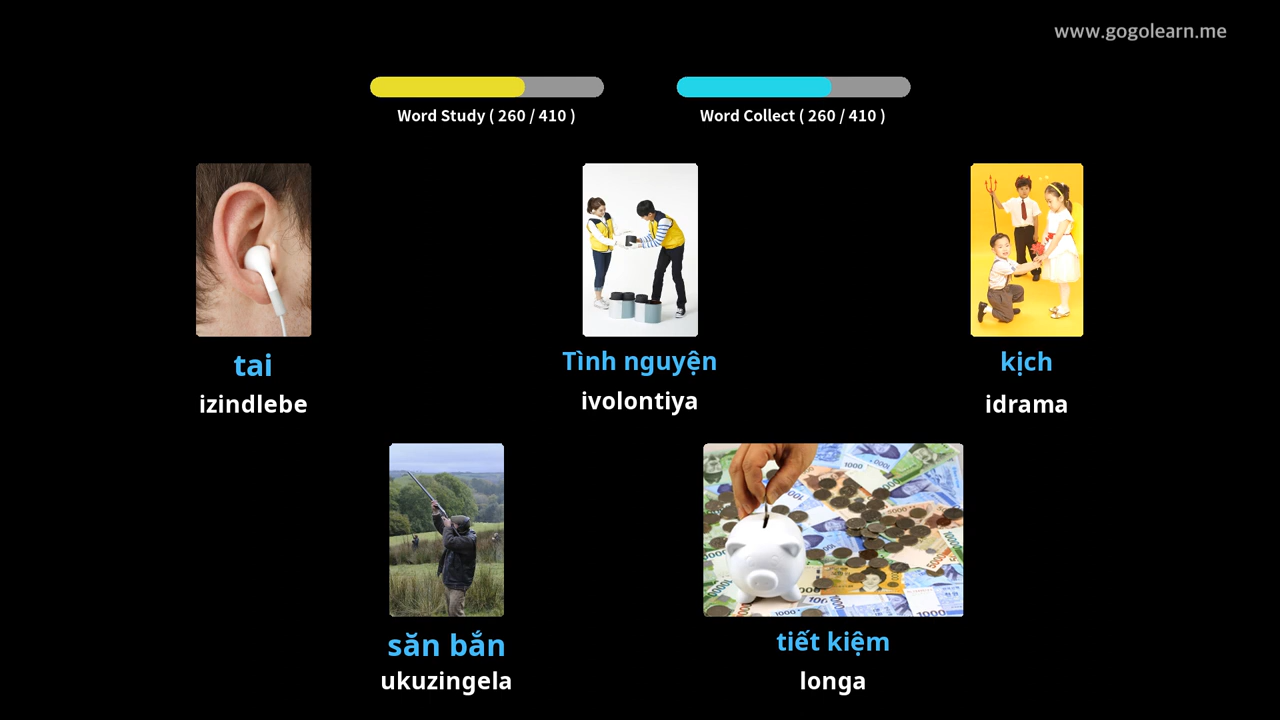 www.gogolearn.me
Word Study ( 260 / 410 )
Word Collect ( 260 / 410 )
tai
izindlebe
Tình nguyện
ivolontiya
kịch
idrama
săn bắn
ukuzingela
tiết kiệm
longa